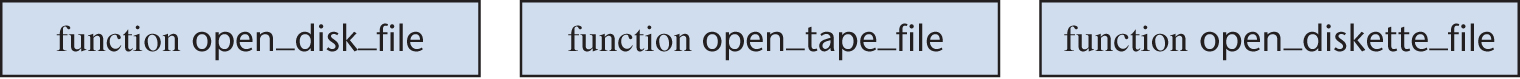 function open_disk_file
function open_tape_file
function open_diskette_file